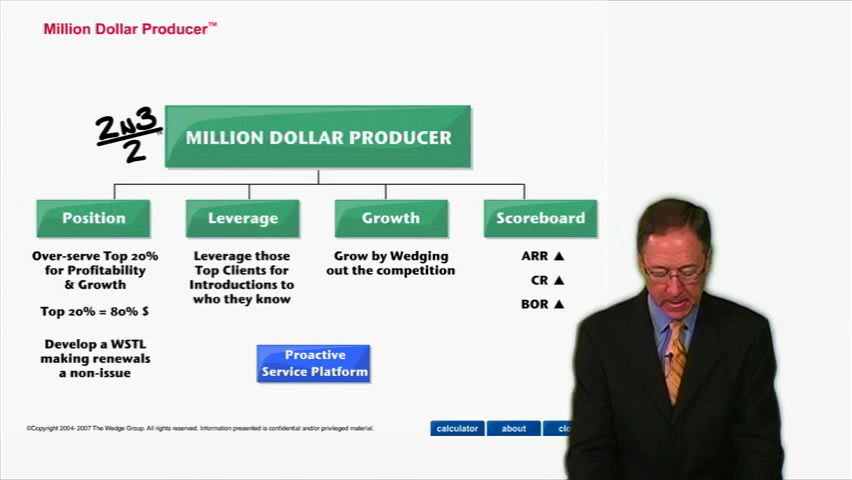 Million Dollar Producer™
2N3
2
MILLION DOLLAR PRODUCER
Position
Leverage
Growth
Scoreboard
Over-serve Top 20%
for Profitability
& Growth
Top 20% = 80% $
Develop a WSTL
making renewals
a non-issue
Leverage those
Top Clients for
Introductions to
who they know
Grow by Wedging
out the competition
ARR ▲
CR ▲
BOR ▲
Proactive
Service Platform
©Copyright 2004- 2007 The Wedge Group. All rights reserved. Information presented is confidential and/or privileged material.
calculator
about